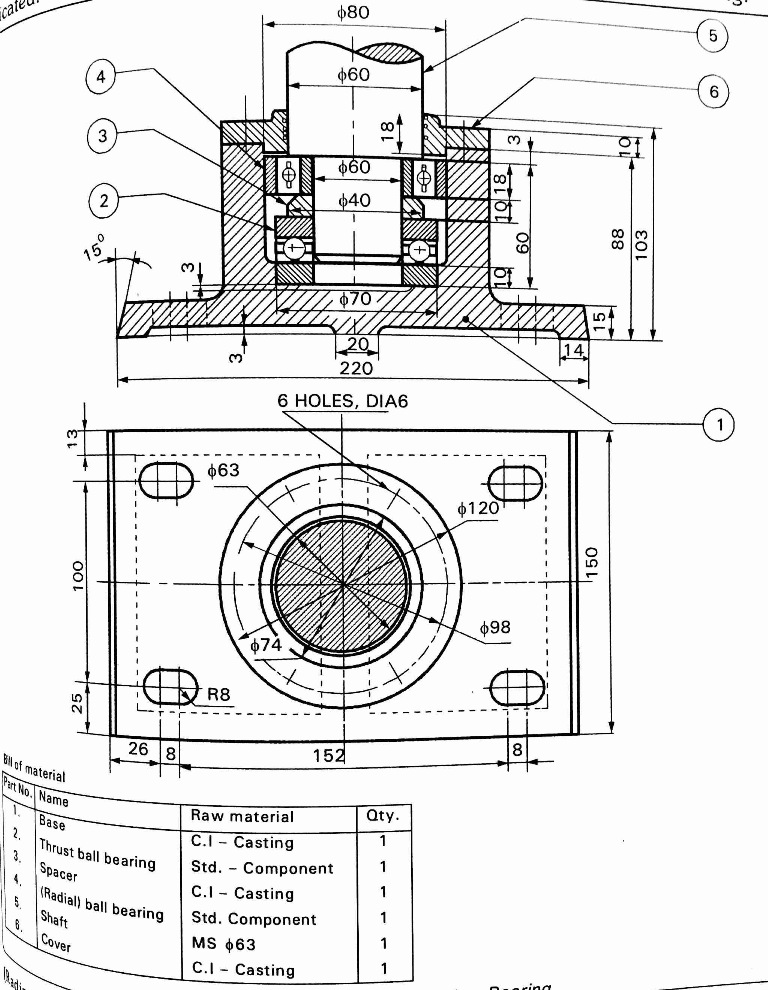 icated.
ϕ80
5
4
ϕ60
6
3
18
3
10
ϕ60
18
2
ϕ40
10
15°
60
88
103
3
10
ϕ70
15
3
20
14
220
6 HOLES, DIA6
1
13
ϕ63
ϕ120
100
150
ϕ98
ϕ74
25
R8
26
8
152
8
Bill of material
Part No. Name Raw material Qty.
1. Base C.I – Casting 1
2. Thrust ball bearing Std. – Component 1
3. Spacer C.I – Casting 1
4. (Radial) ball bearing Std. Component 1
5. Shaft MS ϕ63 1
6. Cover C.I – Casting 1
Bearing